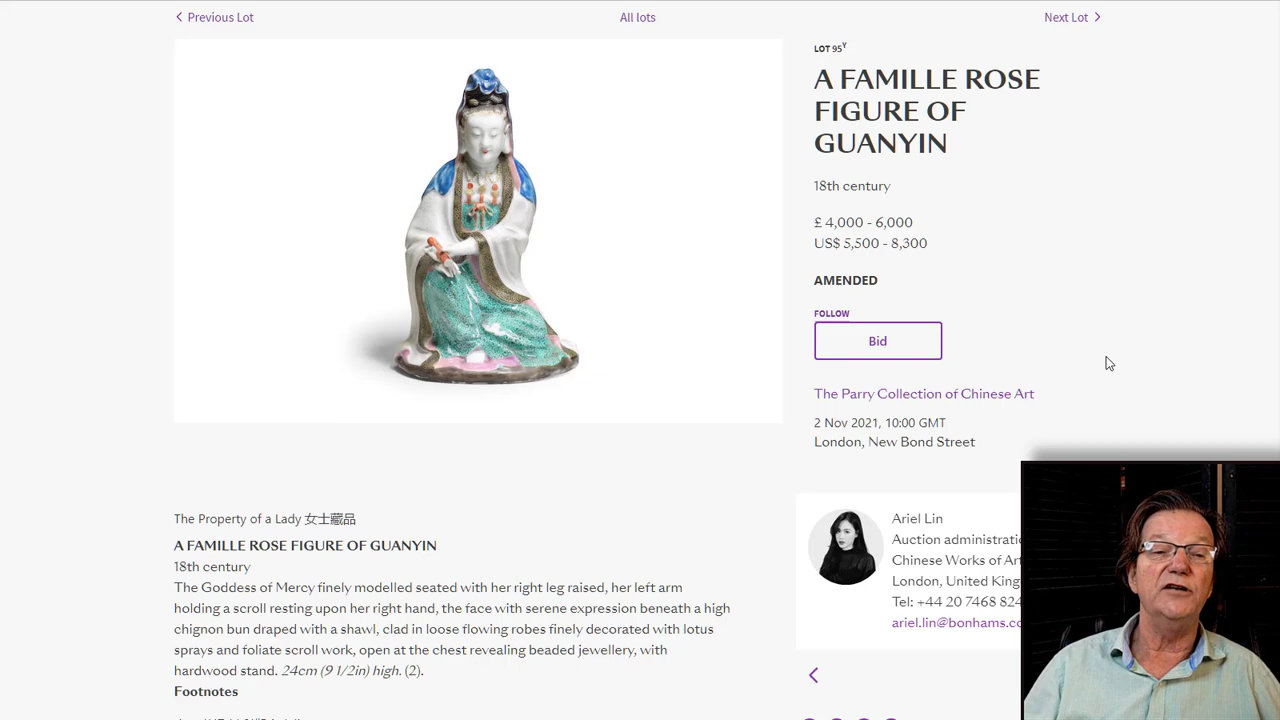 Previous Lot
All lots
Next Lot
LOT 95Y
A FAMILLE ROSE
FIGURE OF
GUANYIN
18th century
£ 4,000 - 6,000
US$ 5,500 - 8,300
AMENDED
FOLLOW
Bid
The Parry Collection of Chinese Art
2 Nov 2021, 10:00 GMT
London, New Bond Street
The Property of a Lady 女士藏品
A FAMILLE ROSE FIGURE OF GUANYIN
18th century
The Goddess of Mercy finely modelled seated with her right leg raised, her left arm
holding a scroll resting upon her right hand, the face with serene expression beneath a high
chignon bun draped with a shawl, clad in loose flowing robes finely decorated with lotus
sprays and foliate scroll work, open at the chest revealing beaded jewellery, with
hardwood stand. 24cm (9 1/2in) high. (2).
Footnotes
Ariel Lin
Auction administrati
Chinese Works of Ar
London, United King
Tel: +44 20 7468 824
ariel.lin@bonhams.co